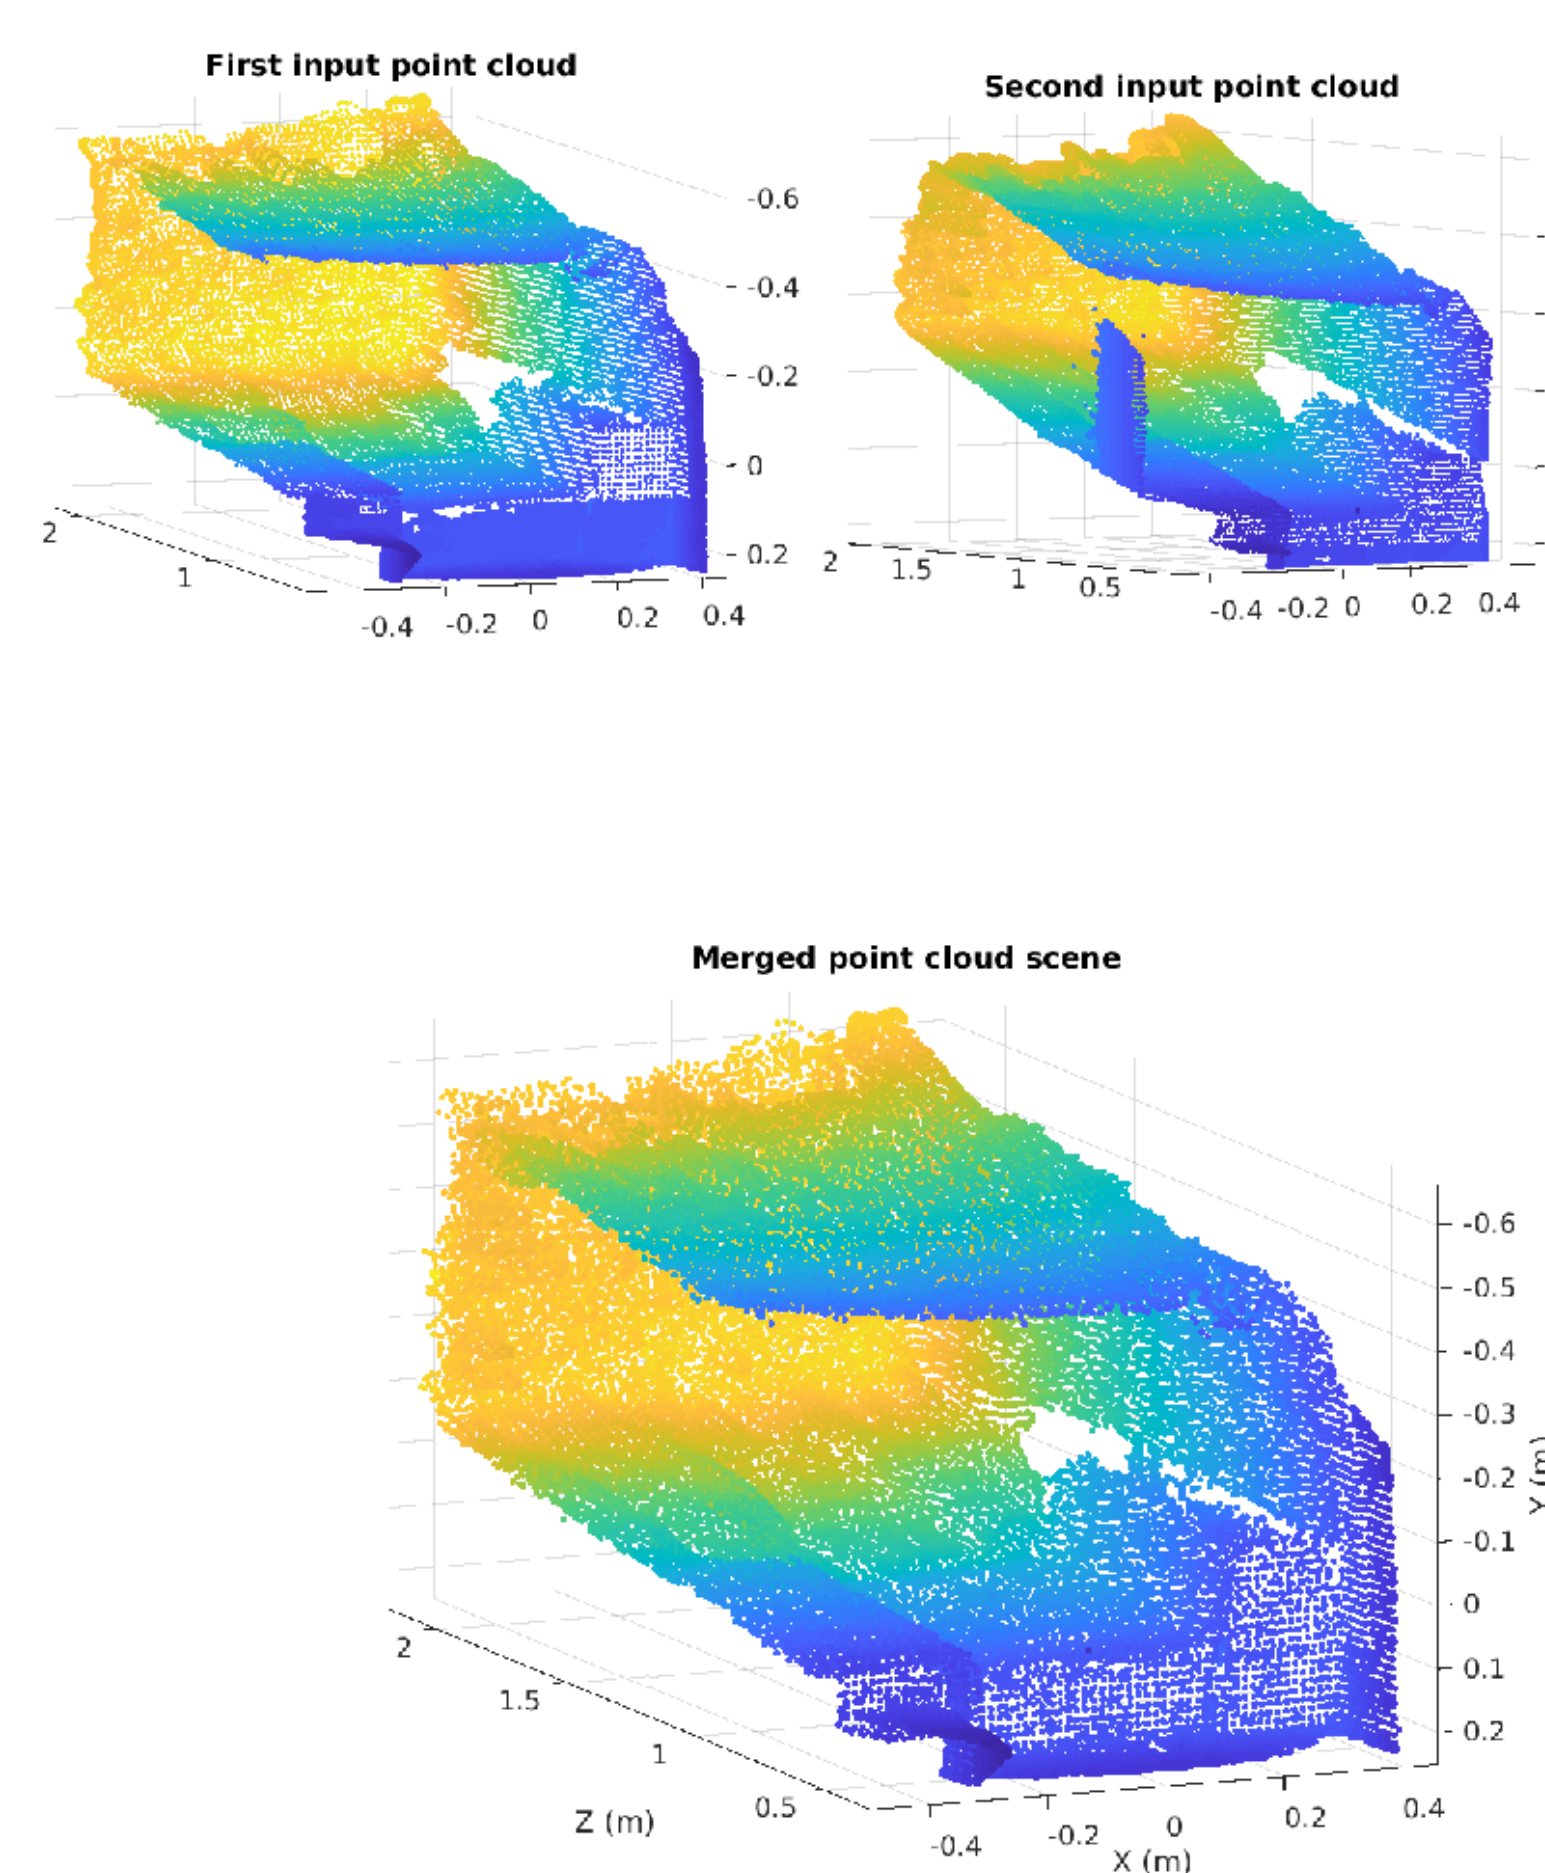 First input point cloud
-0.6
-0.4
-0.2
0
0.2
2
1
-0.4 -0.2 0 0.2 0.4
Second input point cloud
2 1.5 1 0.5
-0.4 -0.2 0 0.2 0.4
Merged point cloud scene
-0.6
-0.5
-0.4
-0.3
-0.2
-0.1
0
0.1
0.2
Y (m)
2
1.5
1
0.5
Z (m)
-0.4 -0.2 0 0.2 0.4
X (m)